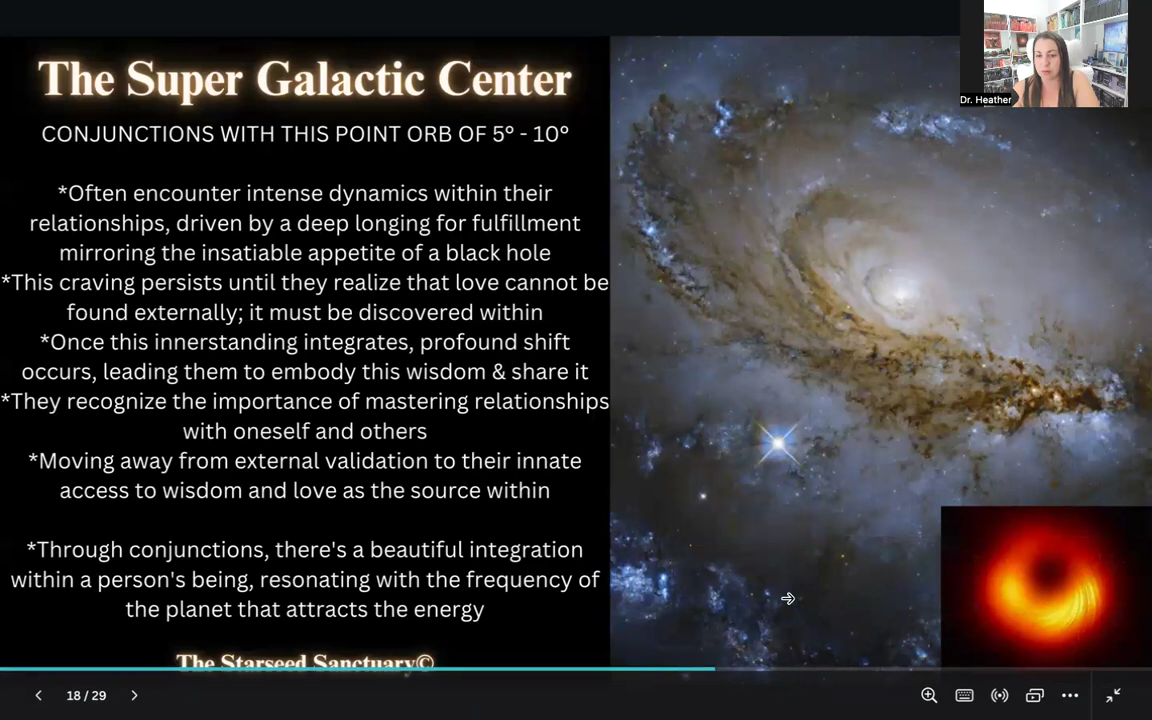 The Super Galactic Center
CONJUNCTIONS WITH THIS POINT ORB OF 5° - 10°
*Often encounter intense dynamics within their
relationships, driven by a deep longing for fulfillment
mirroring the insatiable appetite of a black hole
*This craving persists until they realize that love cannot be
found externally; it must be discovered within
*Once this innerstanding integrates, profound shift
occurs, leading them to embody this wisdom & share it
*They recognize the importance of mastering relationships
with oneself and others
*Moving away from external validation to their innate
access to wisdom and love as the source within
*Through conjunctions, there's a beautiful integration
within a person's being, resonating with the frequency of
the planet that attracts the energy
The Starseed Sanctuary©
Dr. Heather
18 / 29